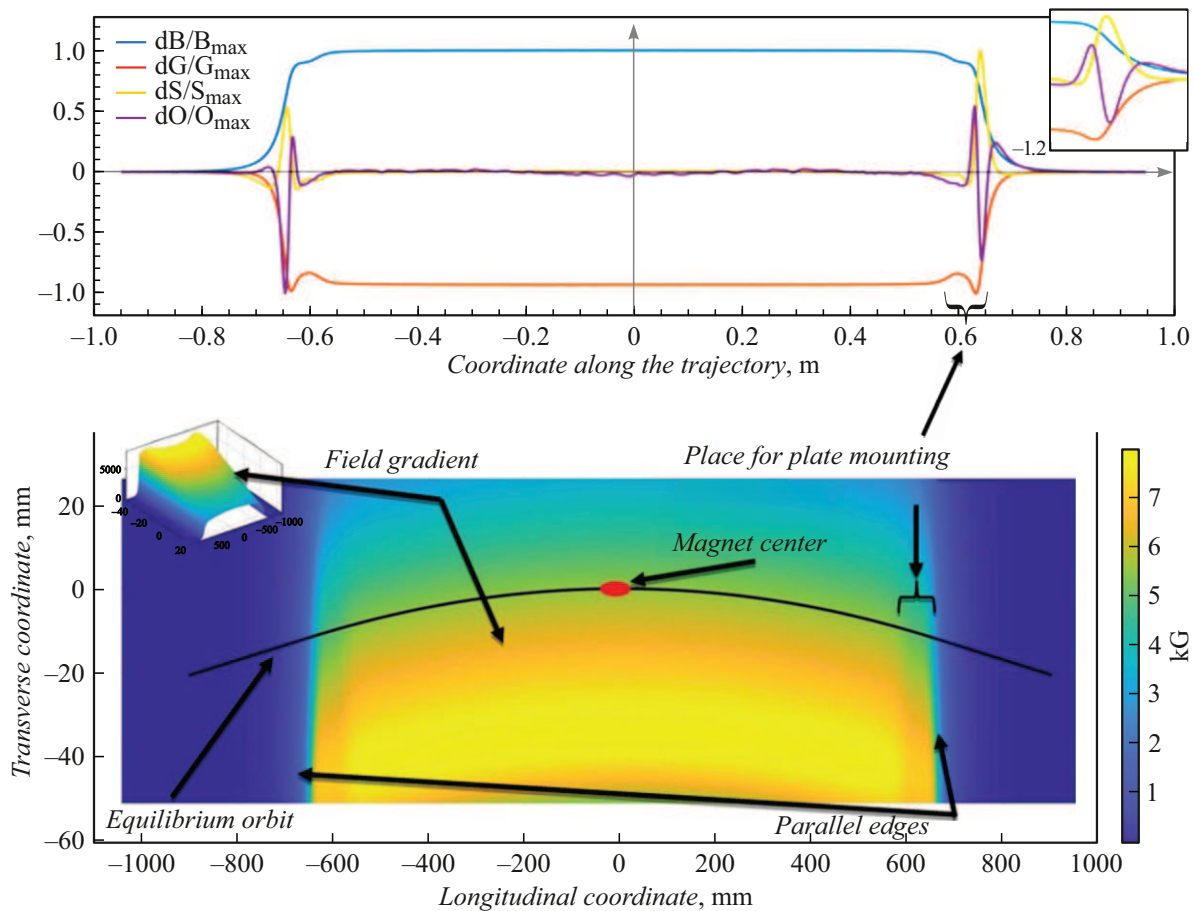 dB/Bmax
dG/Gmax
dS/Smax
dO/Omax
1.0
0.5
0
–0.5
–1.0
–1.2
–1.0 –0.8 –0.6 –0.4 –0.2 0 0.2 0.4 0.6 0.8 1.0
Coordinate along the trajectory, m
Field gradient
Place for plate mounting
5000
0
–40
–20
0
20
500
0
–500
–1000
Magnet center
Equilibrium orbit
Parallel edges
Transverse coordinate, mm
20
0
–20
–40
–60
–1000 –800 –600 –400 –200 0 200 400 600 800 1000
Longitudinal coordinate, mm
7
6
5
4
3
2
1
kG